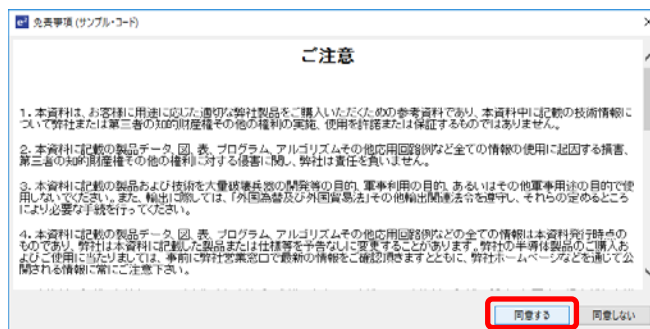 免責事項 (サンプル・コード)
ご注意
1. 本資料は、お客様に用途に応じた適切な弊社製品をご購入いただくための参考資料であり、本資料中に記載の技術情報に
ついて弊社または第三者の知的財産権その他の権利の実施、使用を許諾または保証するものではありません。
2. 本資料に記載の製品データ、図、表、プログラム、アルゴリズムその他応用回路例など全ての情報の使用に起因する損害、
第三者の知的財産権その他の権利に対する侵害に関し、弊社は責任を負いません。
3. 本資料に記載の製品および技術を大量破壊兵器の開発等の目的、軍事利用の目的、あるいはその他軍事用途の目的で使
用しないでください。また、輸出に際しては、「外国為替及び外国貿易法」その他輸出関連法令を遵守し、それらの定めるところ
により必要な手続を行ってください。
4. 本資料に記載の製品データ、図、表、プログラム、アルゴリズムその他応用回路例などの全ての情報は本資料発行時点の
ものであり、弊社は本資料に記載した製品または仕様等を予告なしに変更することがあります。弊社の半導体製品のご購入お
よびご使用に当たりましては、事前に弊社営業窓口で最新の情報をご確認頂きますとともに、弊社ホームページなどを通じて公
開される情報に常にご注意下さい。
同意する
同意しない